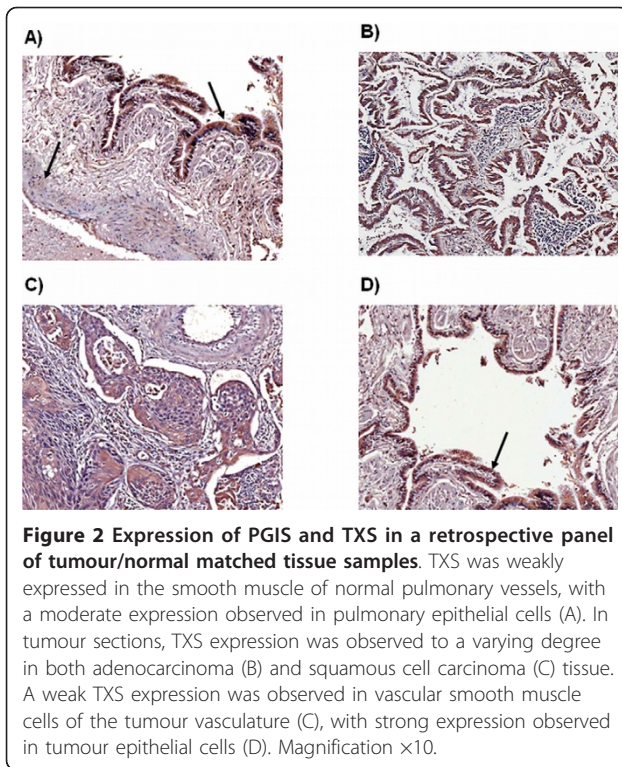 A)
B)
C)
D)
Figure 2 Expression of PGIS and TXS in a retrospective panel
of tumour/normal matched tissue samples. TXS was weakly
expressed in the smooth muscle of normal pulmonary vessels, with
a moderate expression observed in pulmonary epithelial cells (A). In
tumour sections, TXS expression was observed to a varying degree
in both adenocarcinoma (B) and squamous cell carcinoma (C) tissue.
A weak TXS expression was observed in vascular smooth muscle
cells of the tumour vasculature (C), with strong expression observed
in tumour epithelial cells (D). Magnification ×10.